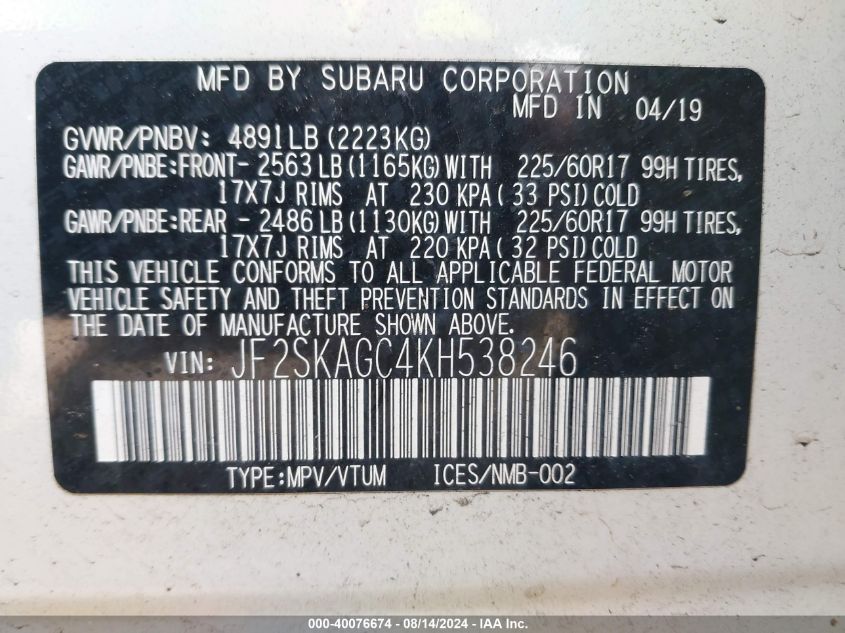 MFD BY SUBARU CORPORATION
MFD IN 04/19
GVWR/PNBV: 4891LB (2223KG)
GAWR/PNBE:FRONT- 2563 LB (1165KG) WITH 225/60R17 99H TIRES,
17X7J RIMS AT 230 KPA ( 33 PSI) COLD
GAWR/PNBE:REAR - 2486 LB (1130KG) WITH 225/60R17 99H TIRES,
17X7J RIMS AT 220 KPA ( 32 PSI) COLD
THIS VEHICLE CONFORMS TO ALL APPLICABLE FEDERAL MOTOR
VEHICLE SAFETY AND THEFT PREVENTION STANDARDS IN EFFECT ON
THE DATE OF MANUFACTURE SHOWN ABOVE.
VIN: JF2SKAGC4KH538246
TYPE:MPV/VTUM ICES/NMB-002
000-40076674 - 08/14/2024 - IAA Inc.